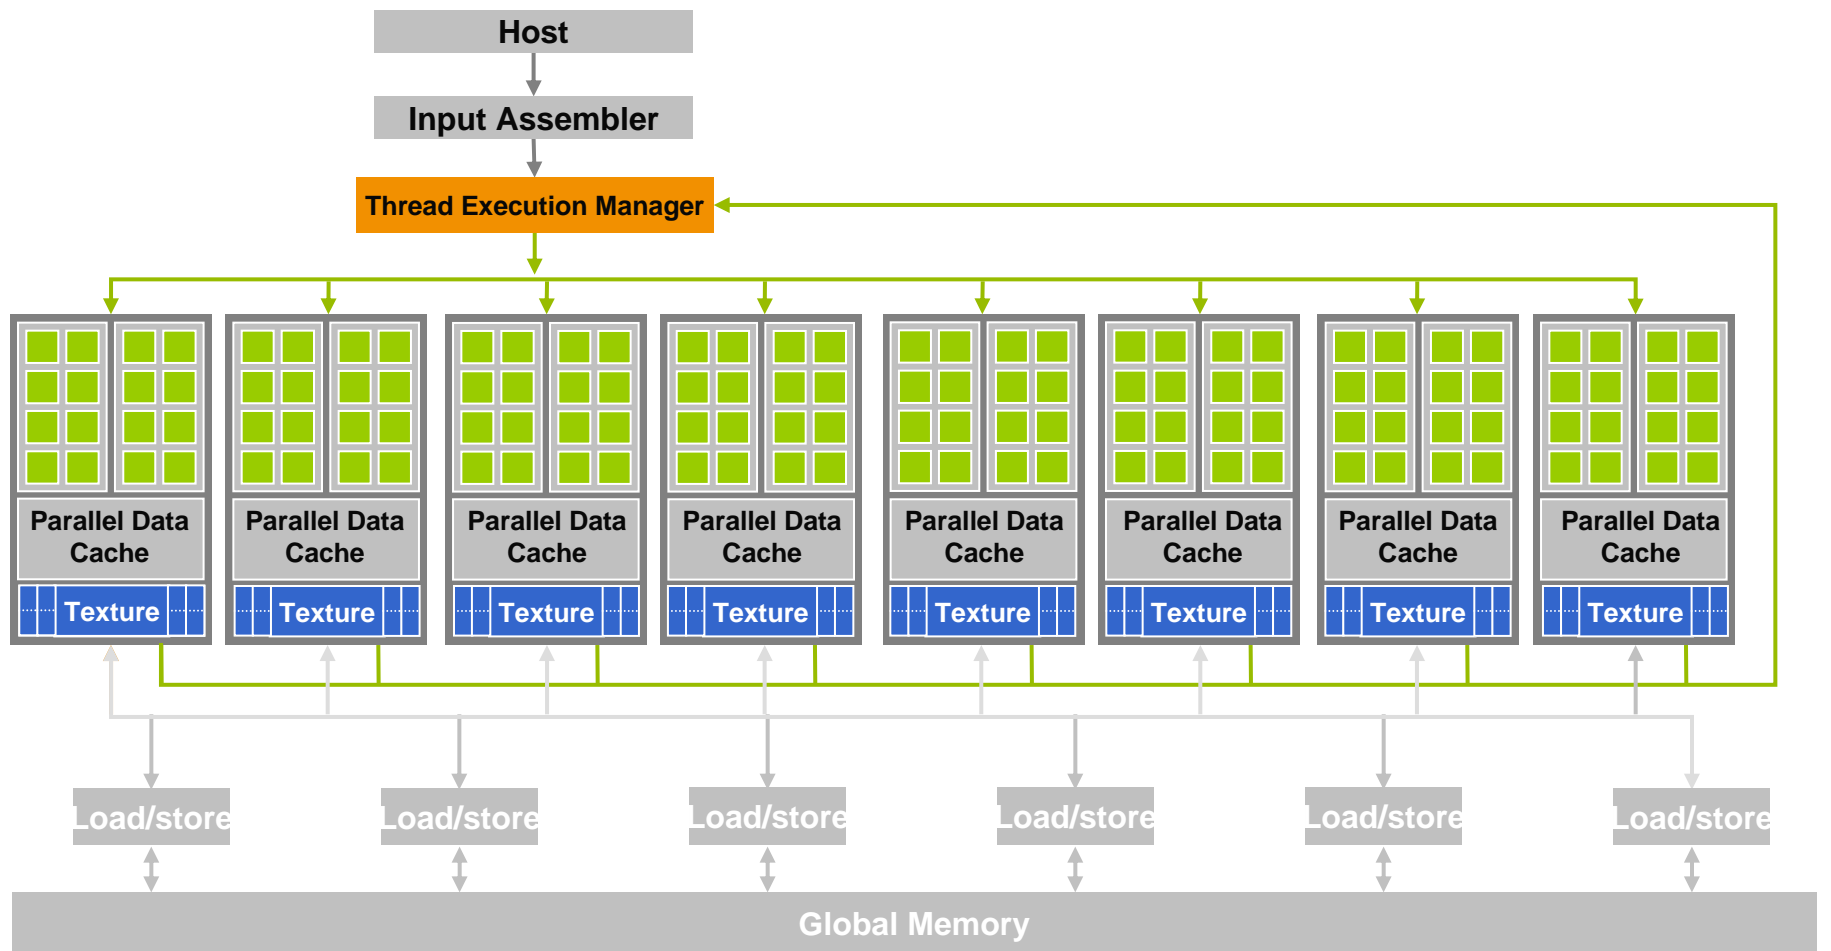 Host
Input Assembler
Thread Execution Manager
Parallel Data
Cache
Parallel Data
Cache
Parallel Data
Cache
Parallel Data
Cache
Parallel Data
Cache
Parallel Data
Cache
Parallel Data
Cache
Parallel Data
Cache
Texture
Texture
Texture
Texture
Texture
Texture
Texture
Texture
Load/store
Load/store
Load/store
Load/store
Load/store
Load/store
Global Memory